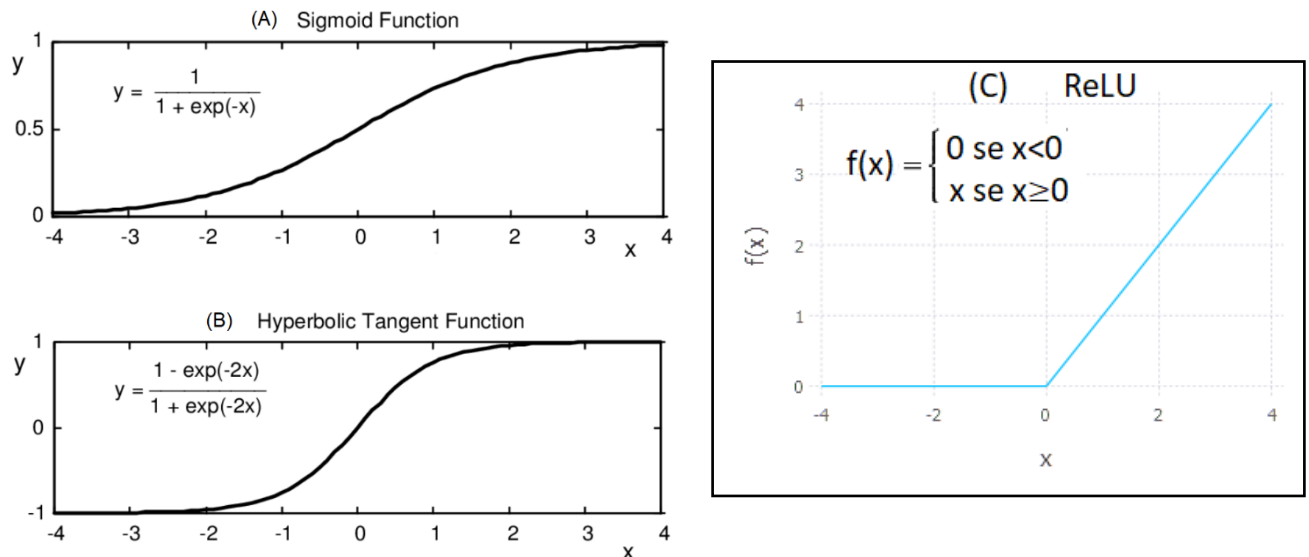 (A) Sigmoid Function
y
1
0.5
0
y = 1
1 + exp(-x)
-4 -3 -2 -1 0 1 2 3 4
x
(B) Hyperbolic Tangent Function
y
1
0
-1
y = 1 - exp(-2x)
1 + exp(-2x)
-4 -3 -2 -1 0 1 2 3 4
x
(C) ReLU
f(x) = { 0 se x<0
x se x≥0
4
3
2
1
0
f(x)
-4 -2 0 2 4
x